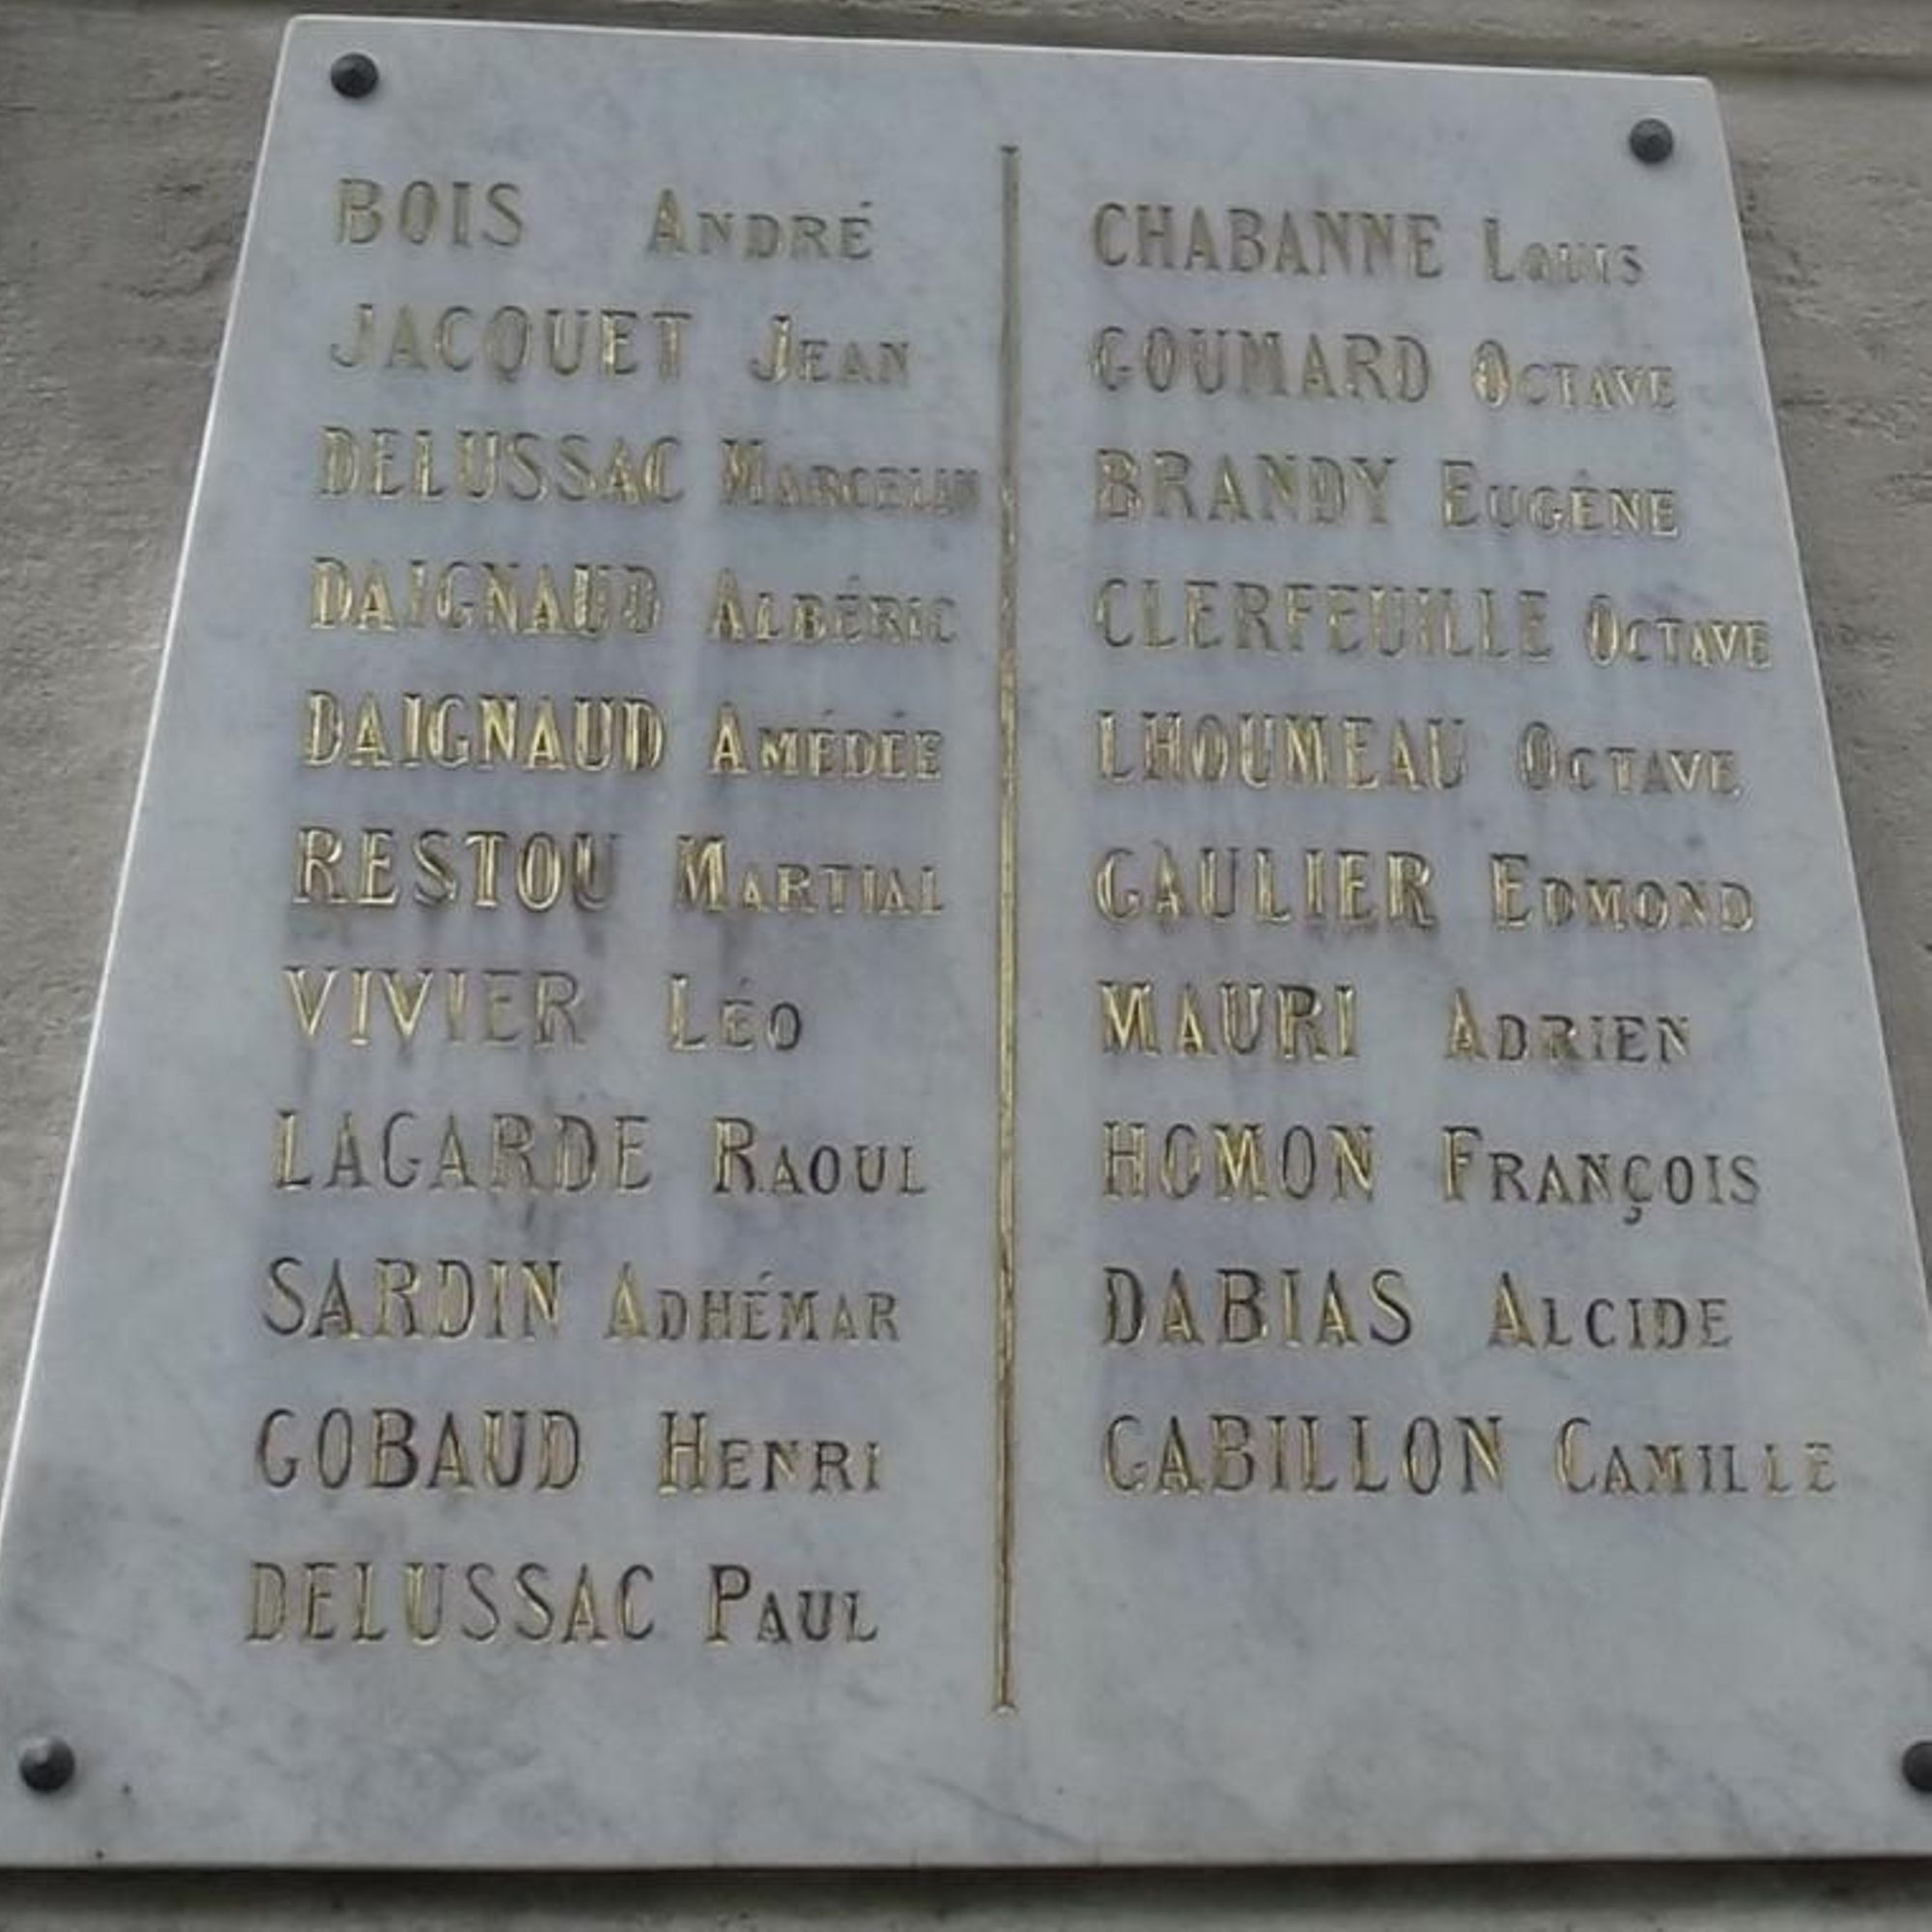 BOIS ANDRÉ
JACQUET JEAN
DELUSSAC MARCELIN
DAIGNAUD ALBÉRIC
DAIGNAUD AMÉDÉE
RESTOU MARTIAL
VIVIER LÉO
LAGARDE RAOUL
SARDIN ADHÉMAR
GOBAUD HENRI
DELUSSAC PAUL
CHABANNE LOUIS
GOUMARD OCTAVE
BRANDY EUGÈNE
CLERFEUILLE OCTAVE
LHOUMEAU OCTAVE
GAULIER EDMOND
MAURI ADRIEN
HOMON FRANÇOIS
DABIAS ALCIDE
GABILLON CAMILLE